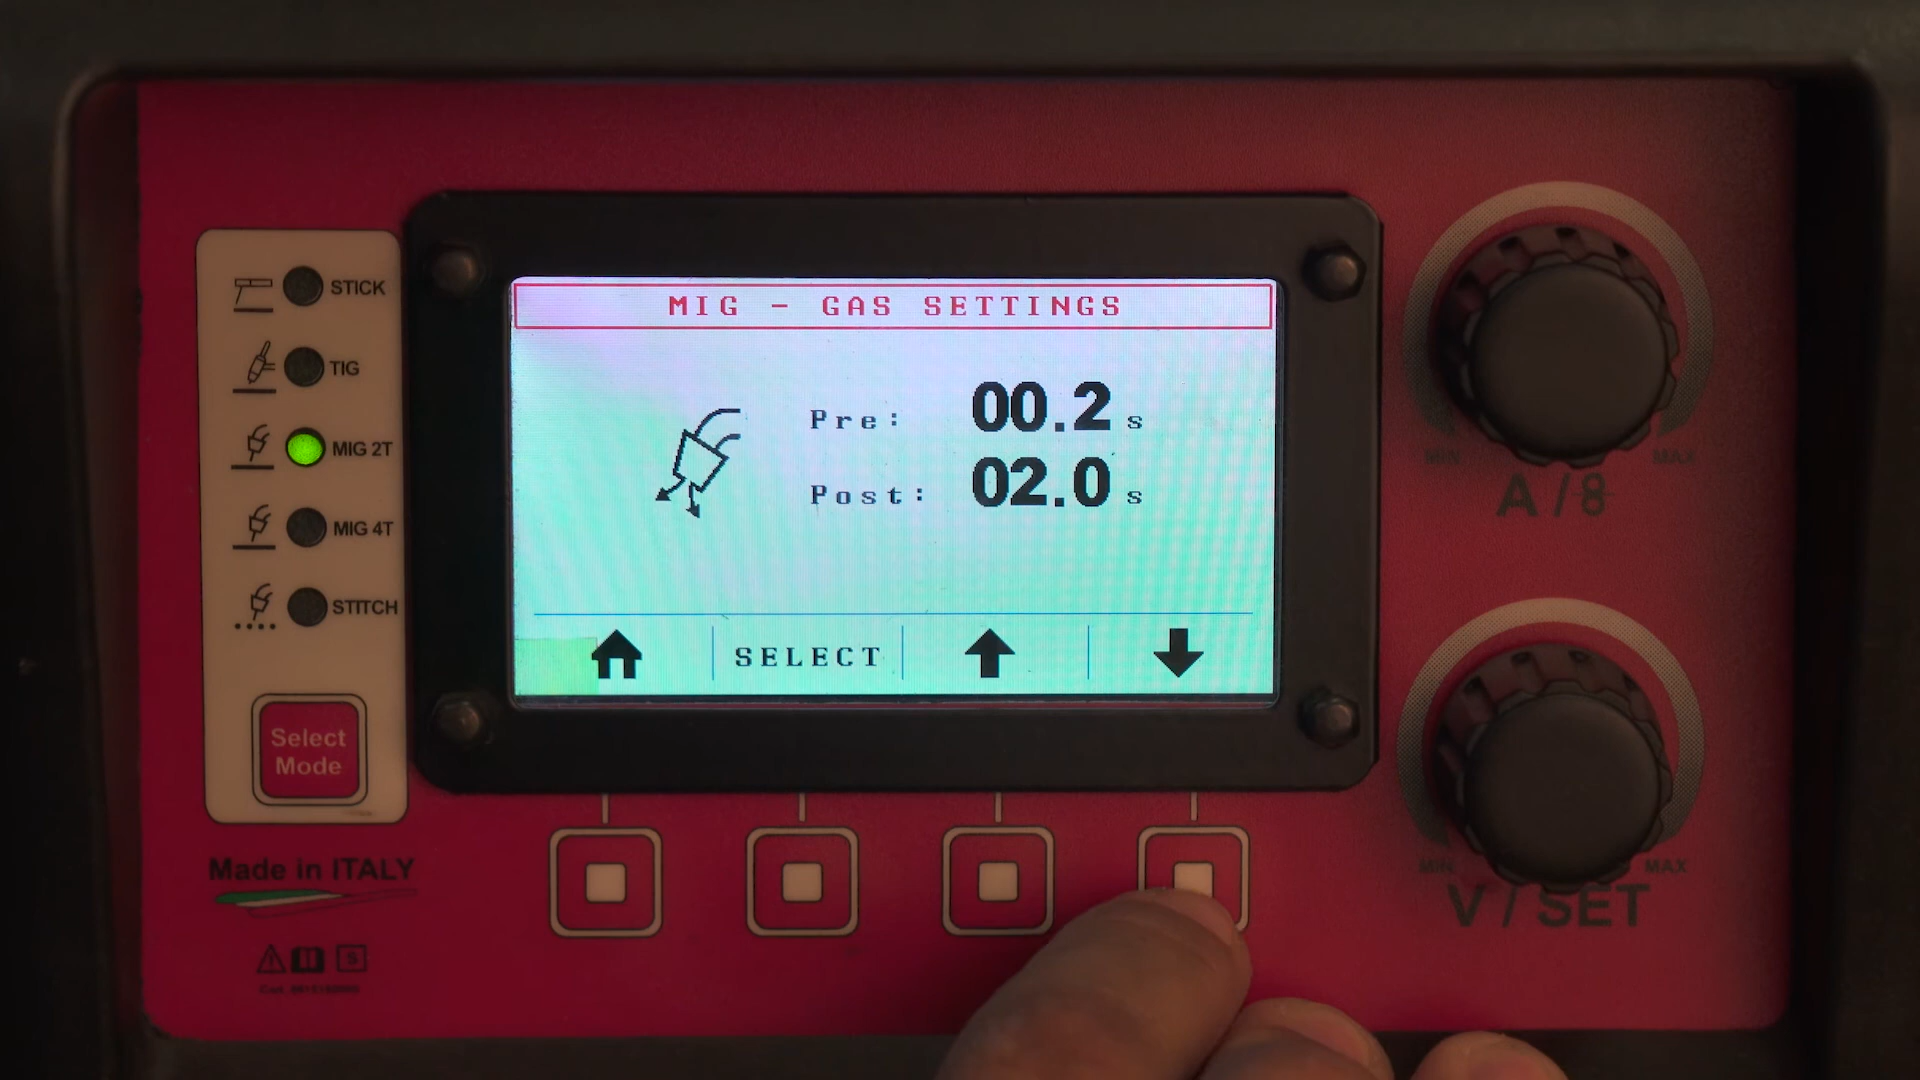 MIG - GAS SETTINGS
Pre: 00.2 s
Post: 02.0 s
SELECT
STICK
TIG
MIG 2T
MIG 4T
STITCH
Select
Mode
Made in ITALY
MIN
MAX
A / 8
MIN
MAX
V / SET
S